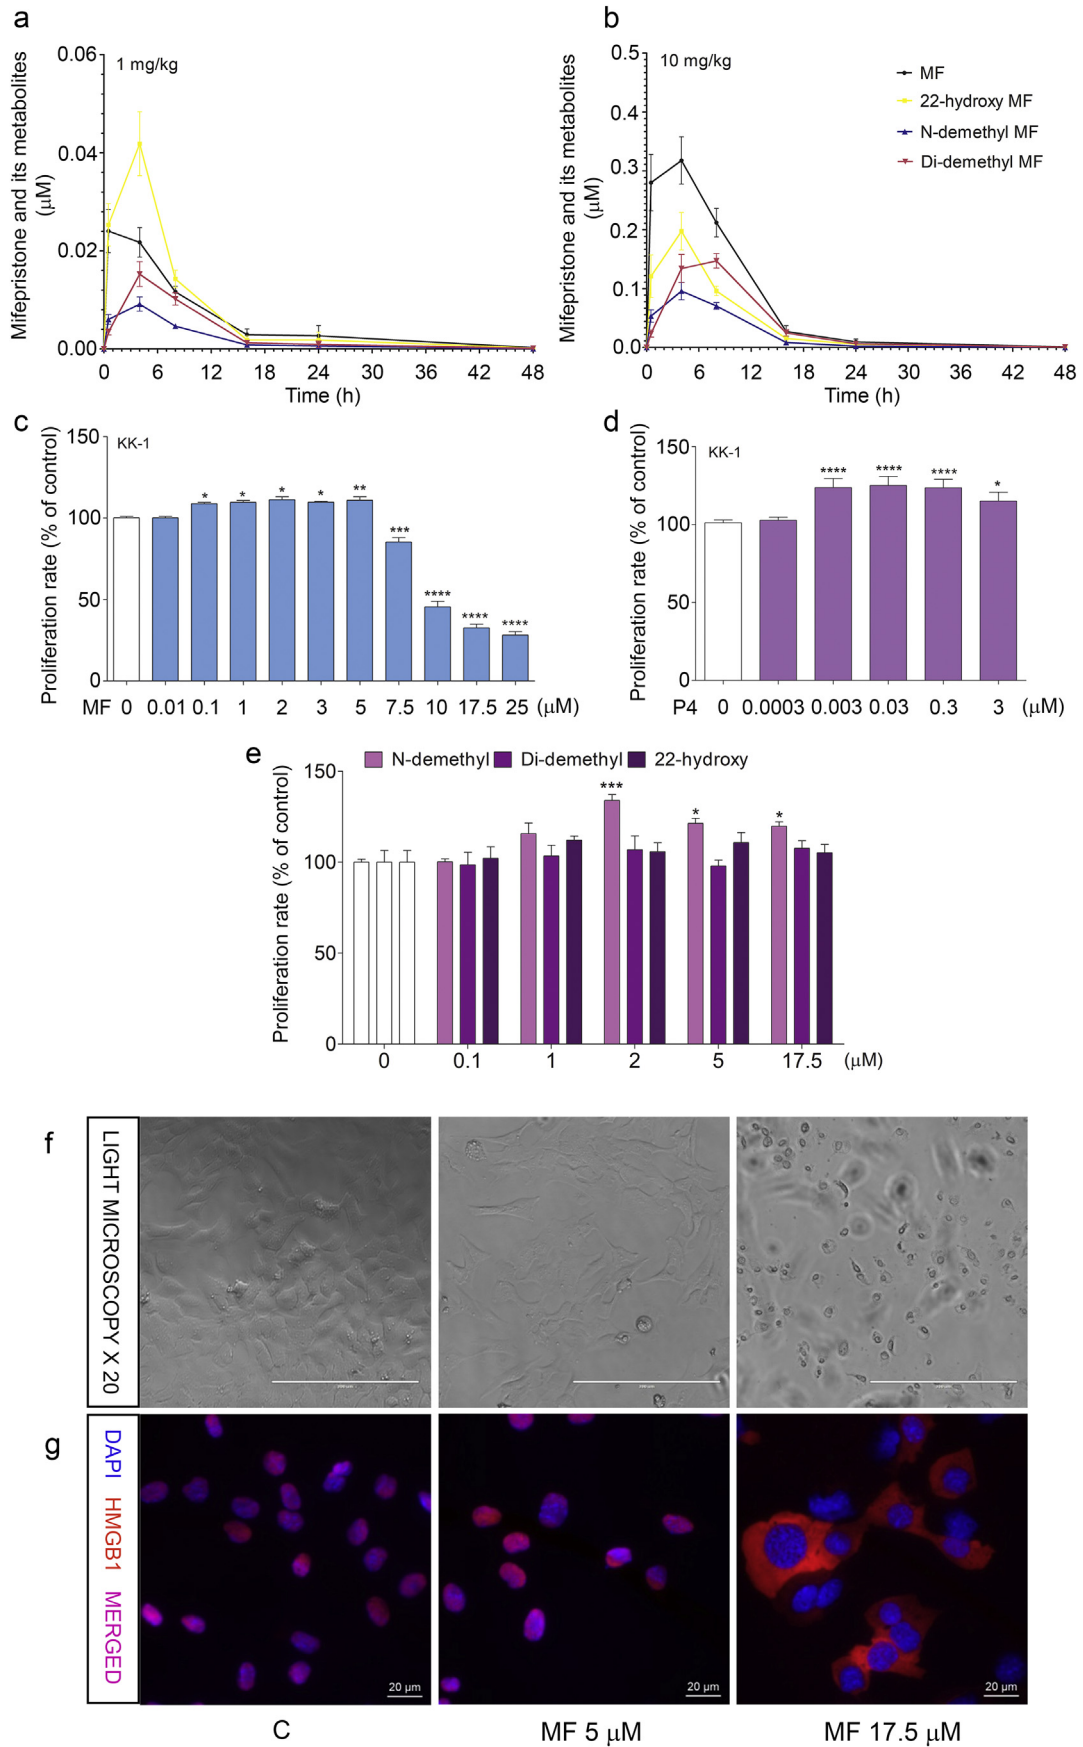 a
Mifepristone and its metabolites
(µM)
1 mg/kg
0.06
0.04
0.02
0.00
0 6 12 18 24 30 36 42 48
Time (h)
b
Mifepristone and its metabolites
(µM)
10 mg/kg
0.5
0.4
0.3
0.2
0.1
0.0
0 6 12 18 24 30 36 42 48
Time (h)
MF
22-hydroxy MF
N-demethyl MF
Di-demethyl MF
c
Proliferation rate (% of control)
KK-1
150
100
50
0
* * * * ** *** **** **** ****
MF 0 0.01 0.1 1 2 3 5 7.5 10 17.5 25 (µM)
d
Proliferation rate (% of control)
KK-1
150
100
50
0
**** **** **** *
P4 0 0.0003 0.003 0.03 0.3 3 (µM)
e
N-demethyl Di-demethyl 22-hydroxy
Proliferation rate (% of control)
150
100
50
0
*** * *
0 0.1 1 2 5 17.5 (µM)
f
LIGHT MICROSCOPY X 20
g
DAPI HMGB1 MERGED
20 µm
20 µm
20 µm
C MF 5 µM MF 17.5 µM